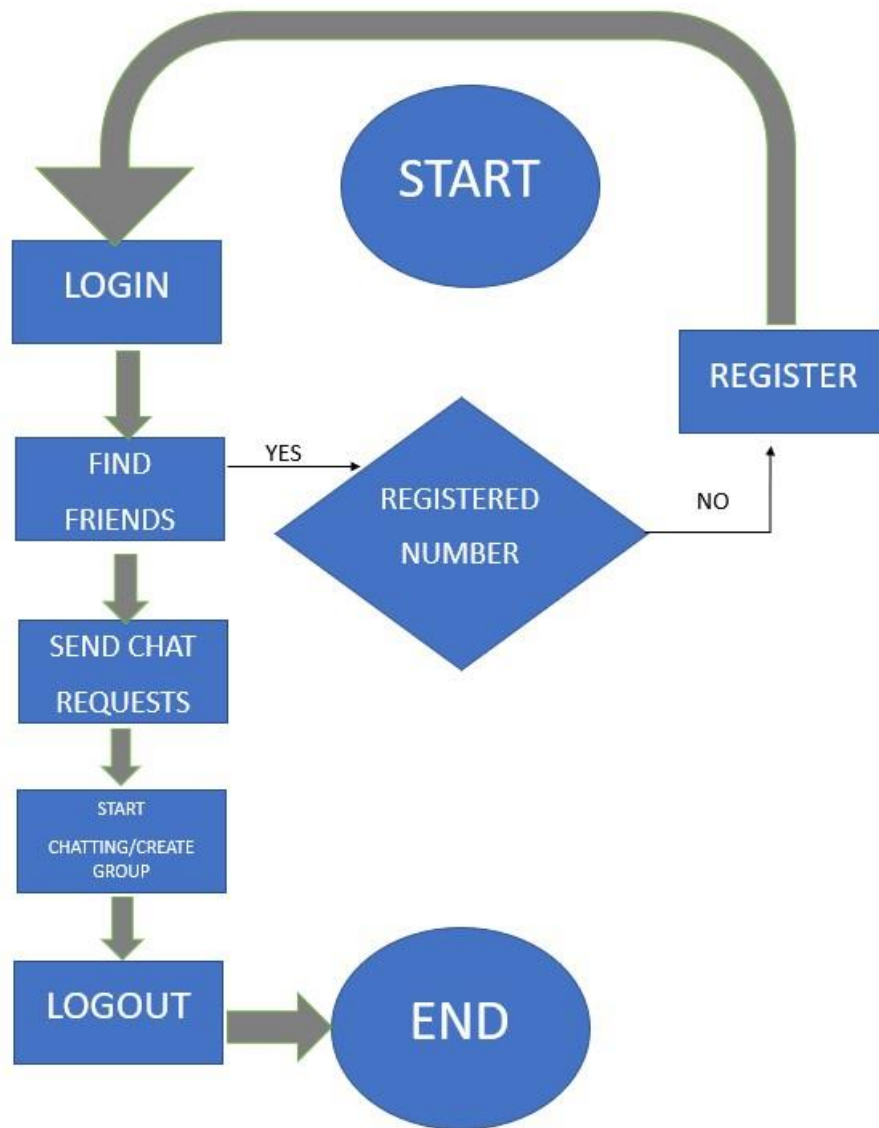 START
LOGIN
REGISTER
FIND
FRIENDS
YES
REGISTERED
NUMBER
NO
SEND CHAT
REQUESTS
START
CHATTING/CREATE
GROUP
LOGOUT
END